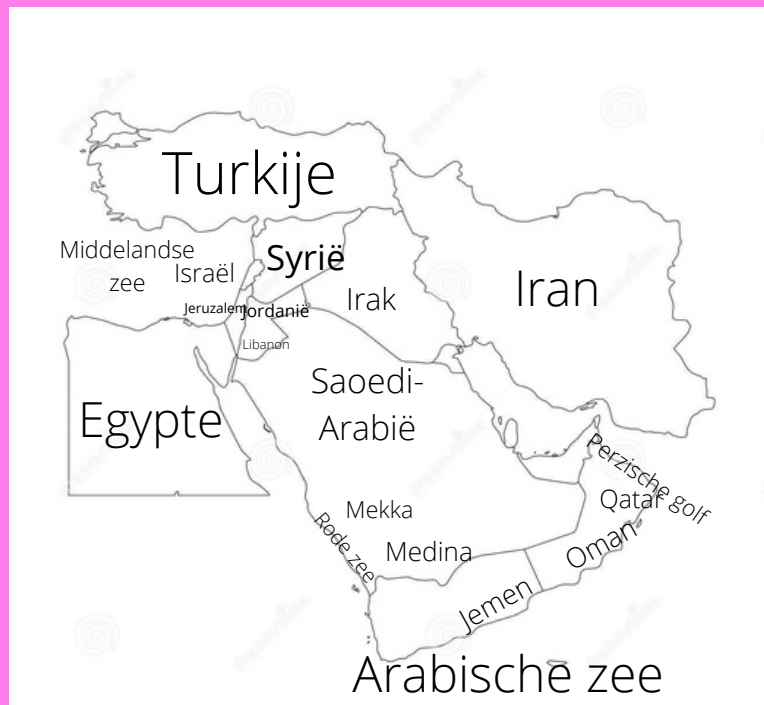 Turkije
Middelandse
zee
Israël
Syrië
Iran
Irak
Jeruzalem
Jordanië
Libanon
Saoedi-
Arabië
Egypte
Perzische golf
Qatar
Mekka
Rode zee
Medina
Oman
Jemen
Arabische zee